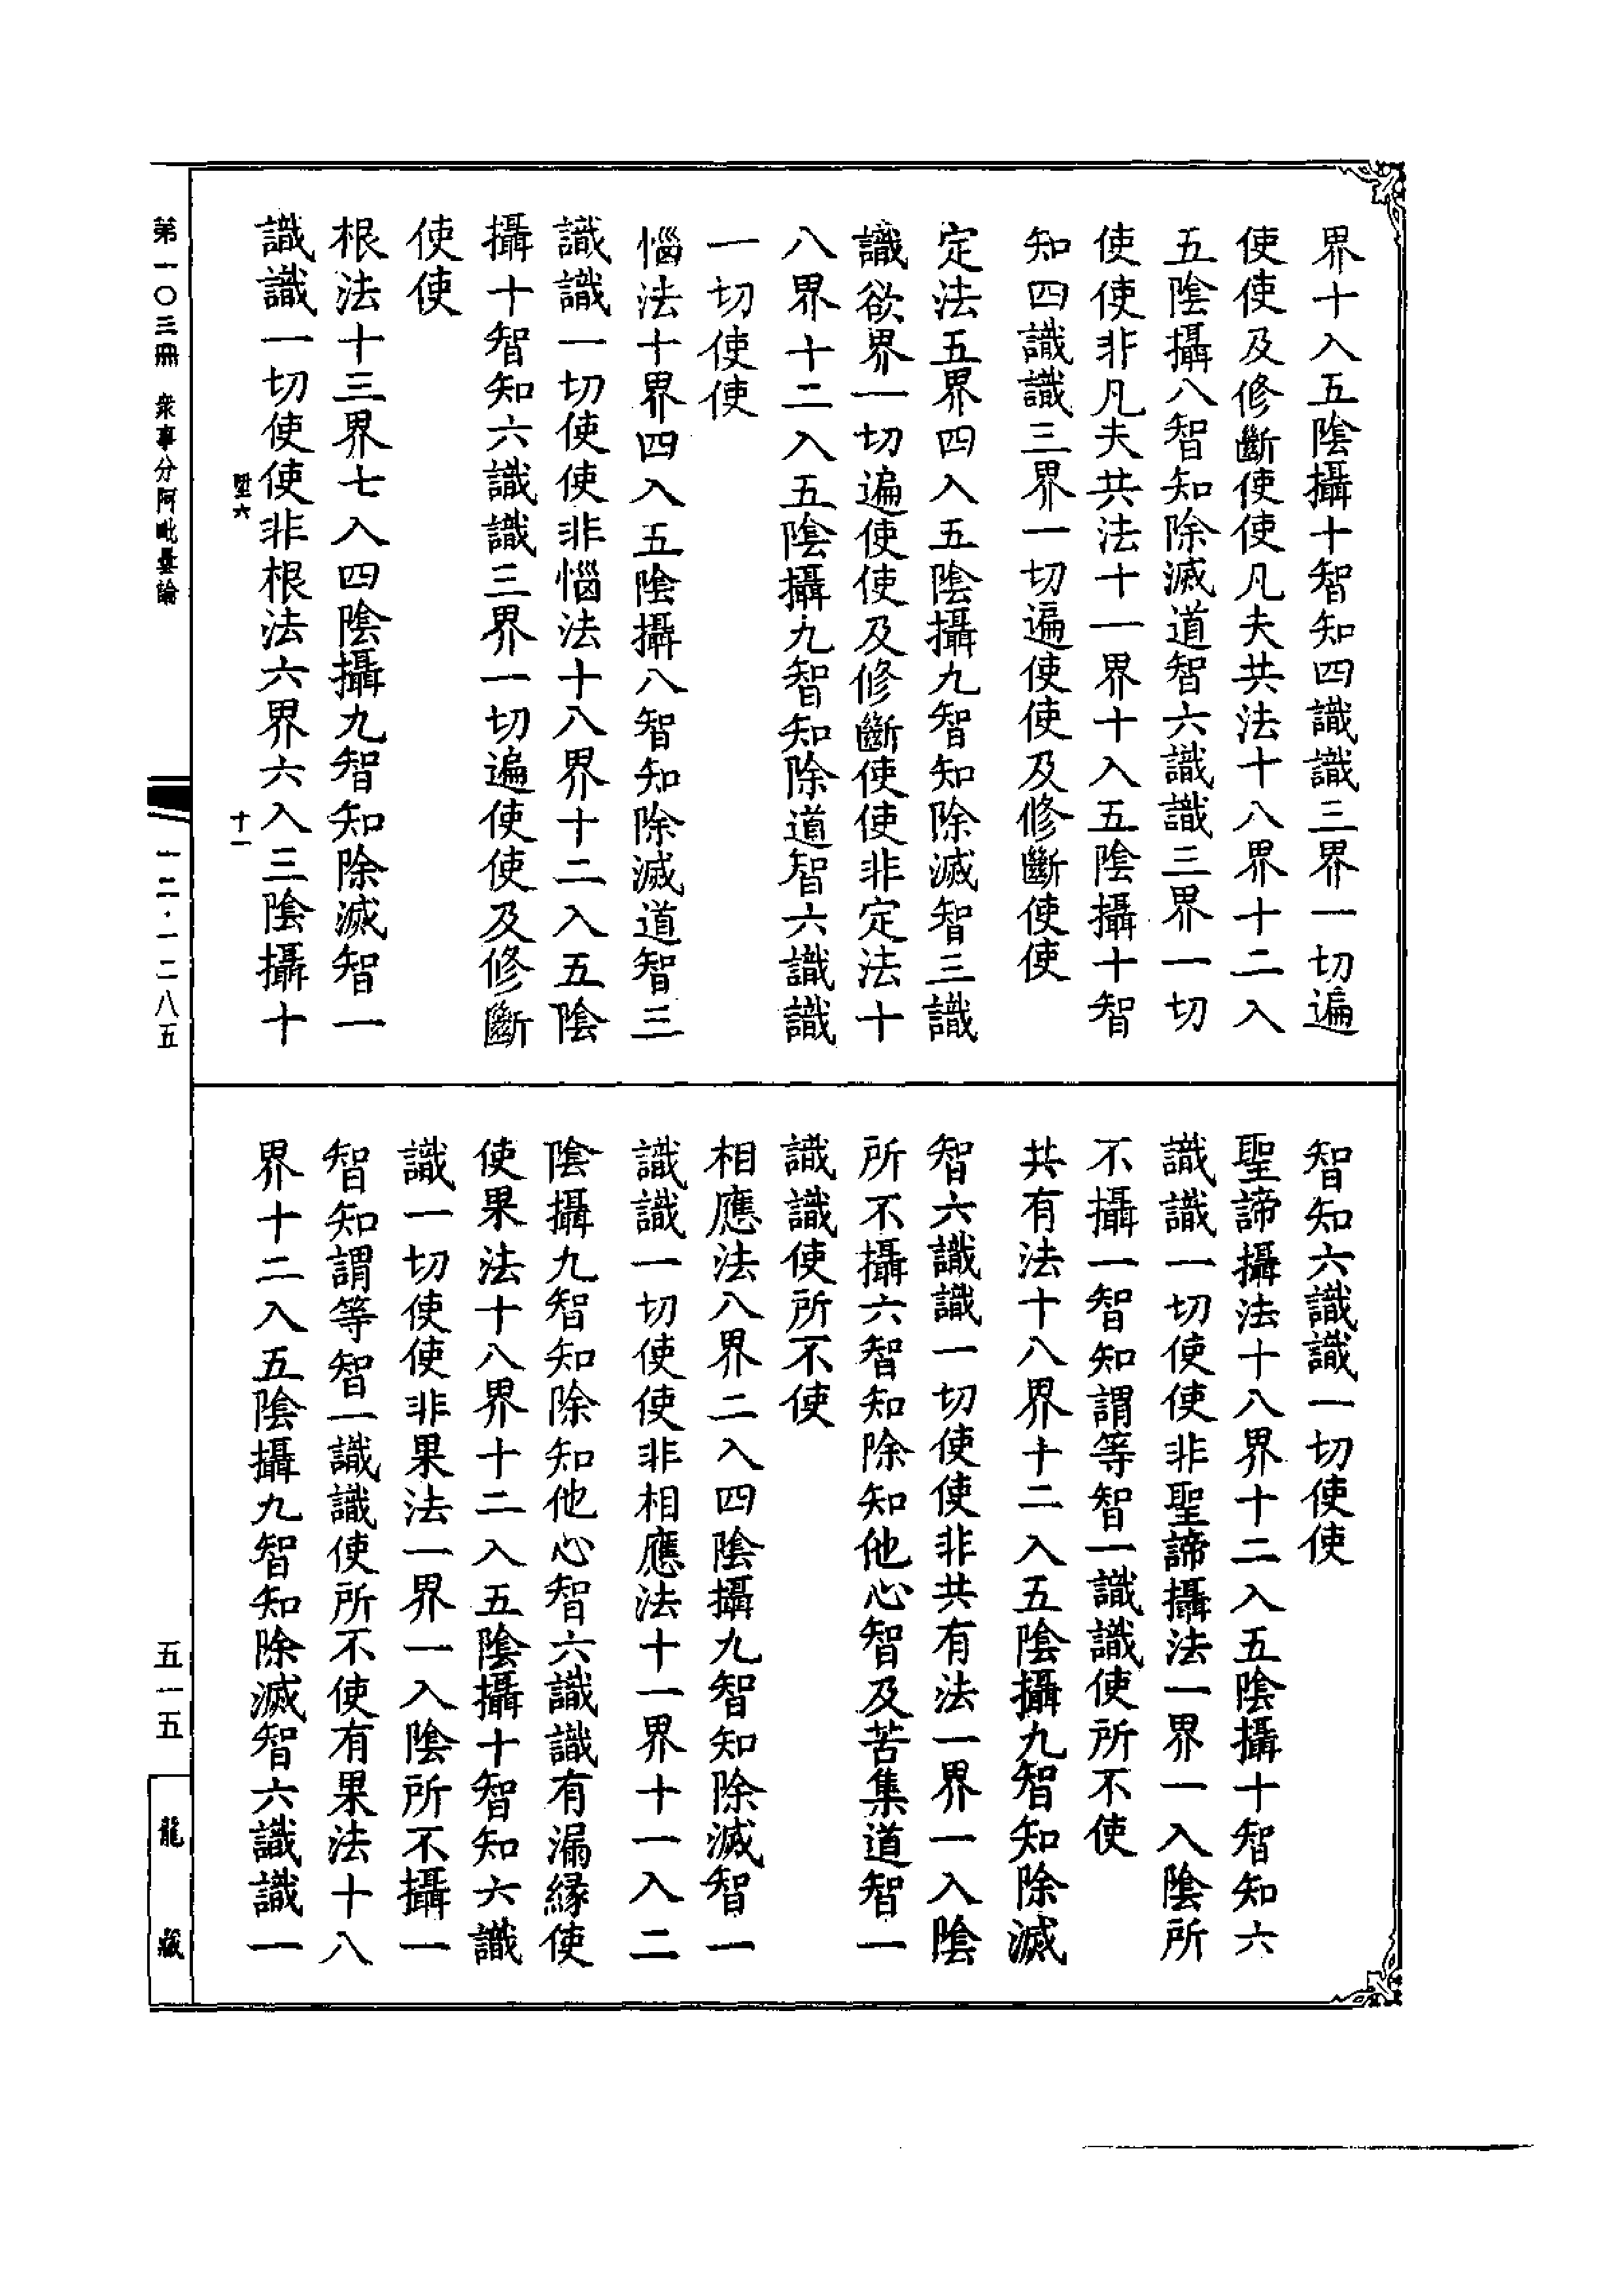 界十入五陰攝十智知四識識三界一切遍
使使及修斷使使凡夫共法十八界十二入
五陰攝八智知除滅道智六識識三界一切
使使非凡夫共法十一界十入五陰攝十智
知四識識三界一切遍使使及修斷使使
定法五界四入五陰攝九智知除滅智三識
識欲界一切遍使使及修斷使使非定法十
八界十二入五陰攝九智知除道智六識識
一切使使
惱法十界四入五陰攝八智知除滅道智三
識識一切使使非惱法十八界十二入五陰
攝十智知六識識三界一切遍使使及修斷
使使
根法十三界七入四陰攝九智知除滅智一
識識一切使使非根法六界六入三陰攝十
墍六
十一
智知六識識一切使使
聖諦攝法十八界十二入五陰攝十智知六
識識一切使使非聖諦攝法一界一入陰所
不攝一智知謂等智一識識使所不使
共有法十八界十二入五陰攝九智知除滅
智六識識一切使使非共有法一界一入陰
所不攝六智知除知他心智及苦集道智一
識識使所不使
相應法八界二入四陰攝九智知除滅智一
識識一切使使非相應法十一界十一入二
陰攝九智知除知他心智六識識有漏緣使
使果法十八界十二入五陰攝十智知六識
識一切使使非果法一界一入陰所不攝一
智知謂等智一識識使所不使有果法十八
界十二入五陰攝九智知除滅智六識識一
第一〇三冊 衆事分阿毗曇論
一二·一二八五
五一五
龍藏